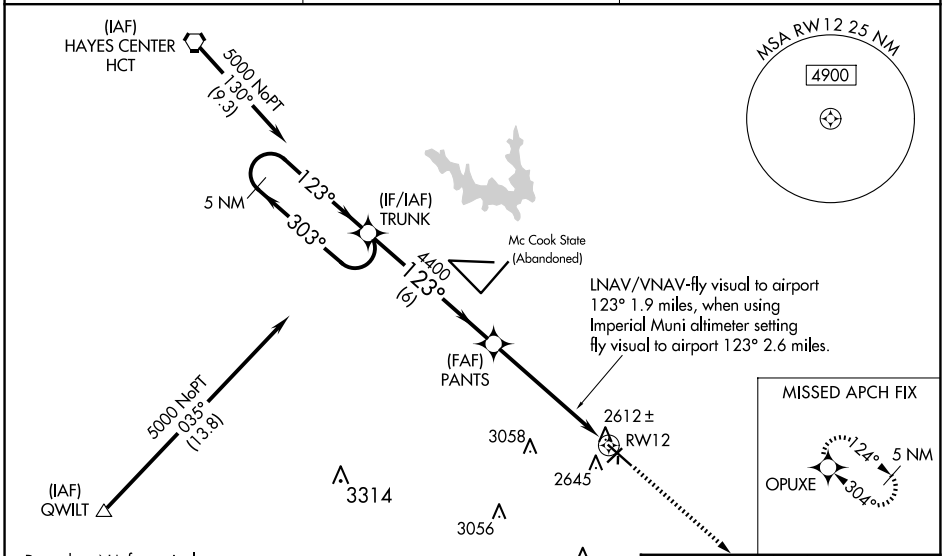 (IAF)
HAYES CENTER
HCT
5000 NoPT
130°
(9.3)
MSA RW12 25 NM
4900
5 NM
123°
303°
(IF/IAF)
TRUNK
4400
123°
(6)
Mc Cook State
(Abandoned)
LNAV/VNAV-fly visual to airport
123° 1.9 miles, when using
Imperial Muni altimeter setting
fly visual to airport 123° 2.6 miles.
(FAF)
PANTS
5000 NoPT
035°
(13.8)
(IAF)
QWILT
3314
3058
3056
2612 ±
RW12
2645
MISSED APCH FIX
OPUXE
124°
304°
5 NM